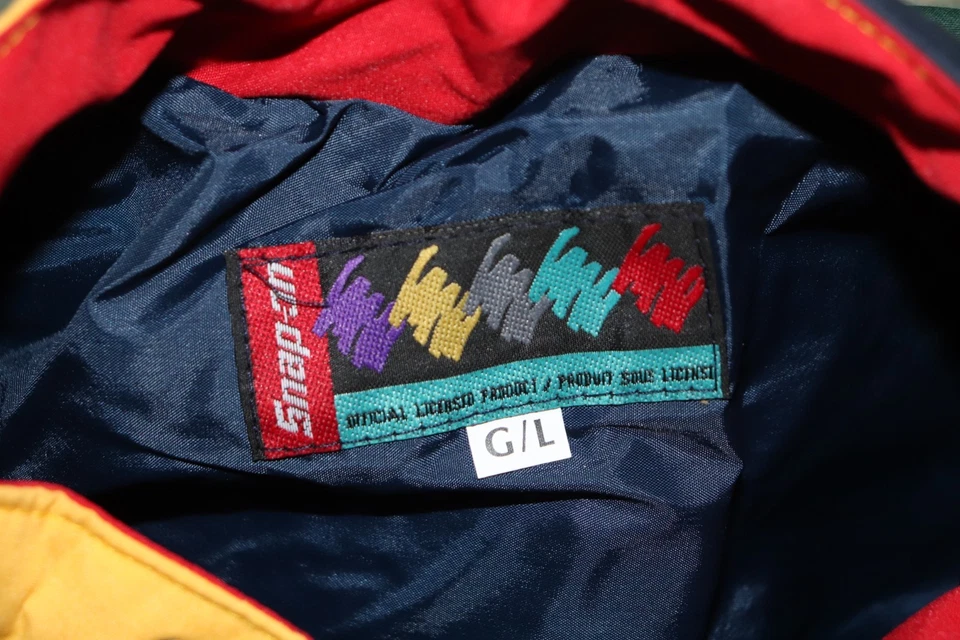 Snap-on
OFFICIAL LICENSED PRODUCT / PRODUIT SOUS LICENSE
G/L